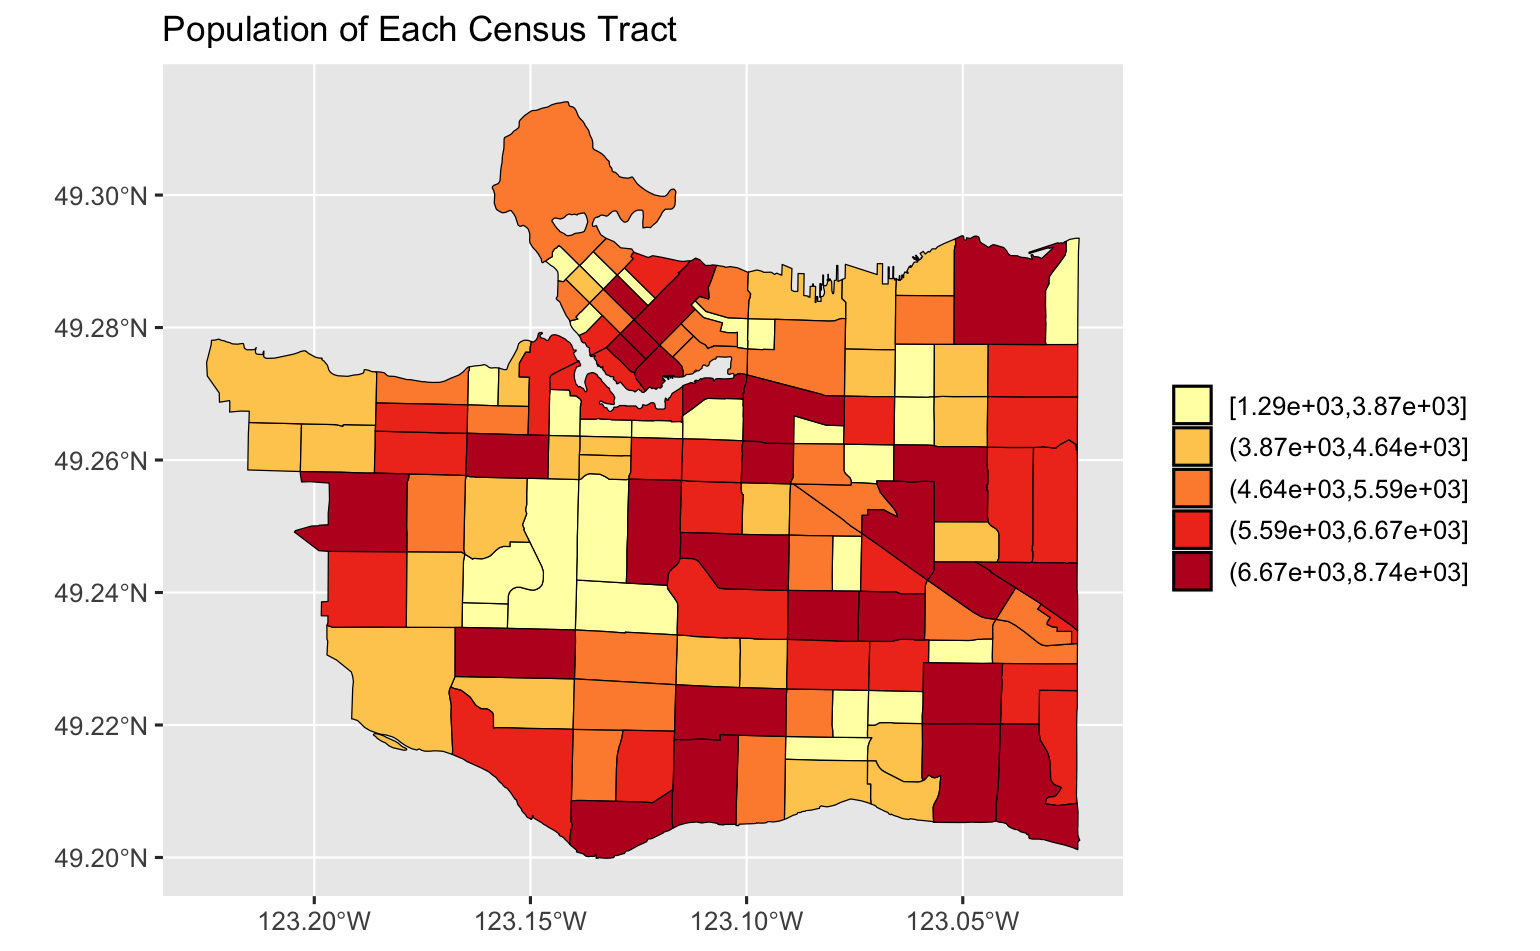 Population of Each Census Tract
49.30°N
49.28°N
49.26°N
49.24°N
49.22°N
49.20°N
123.20°W
123.15°W
123.10°W
123.05°W
[1.29e+03,3.87e+03]
(3.87e+03,4.64e+03]
(4.64e+03,5.59e+03]
(5.59e+03,6.67e+03]
(6.67e+03,8.74e+03]